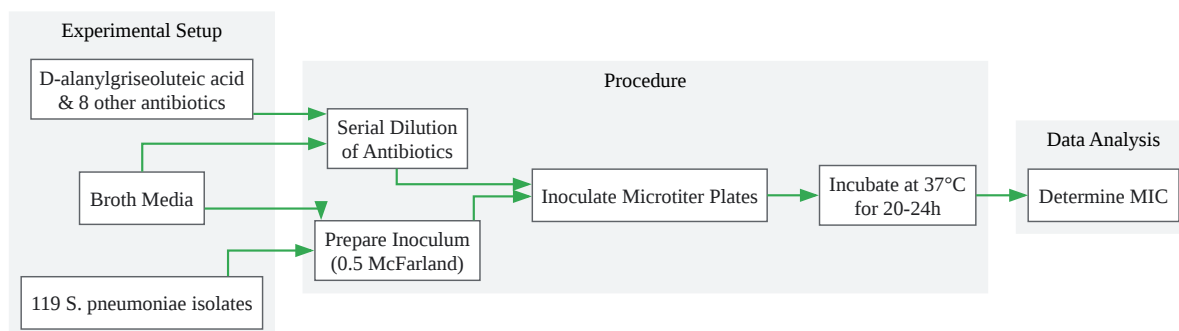 Experimental Setup
D-alanylgriseoluteic acid
& 8 other antibiotics
Broth Media
119 S. pneumoniae isolates
Procedure
Serial Dilution
of Antibiotics
Prepare Inoculum
(0.5 McFarland)
Inoculate Microtiter Plates
Incubate at 37°C
for 20-24h
Data Analysis
Determine MIC